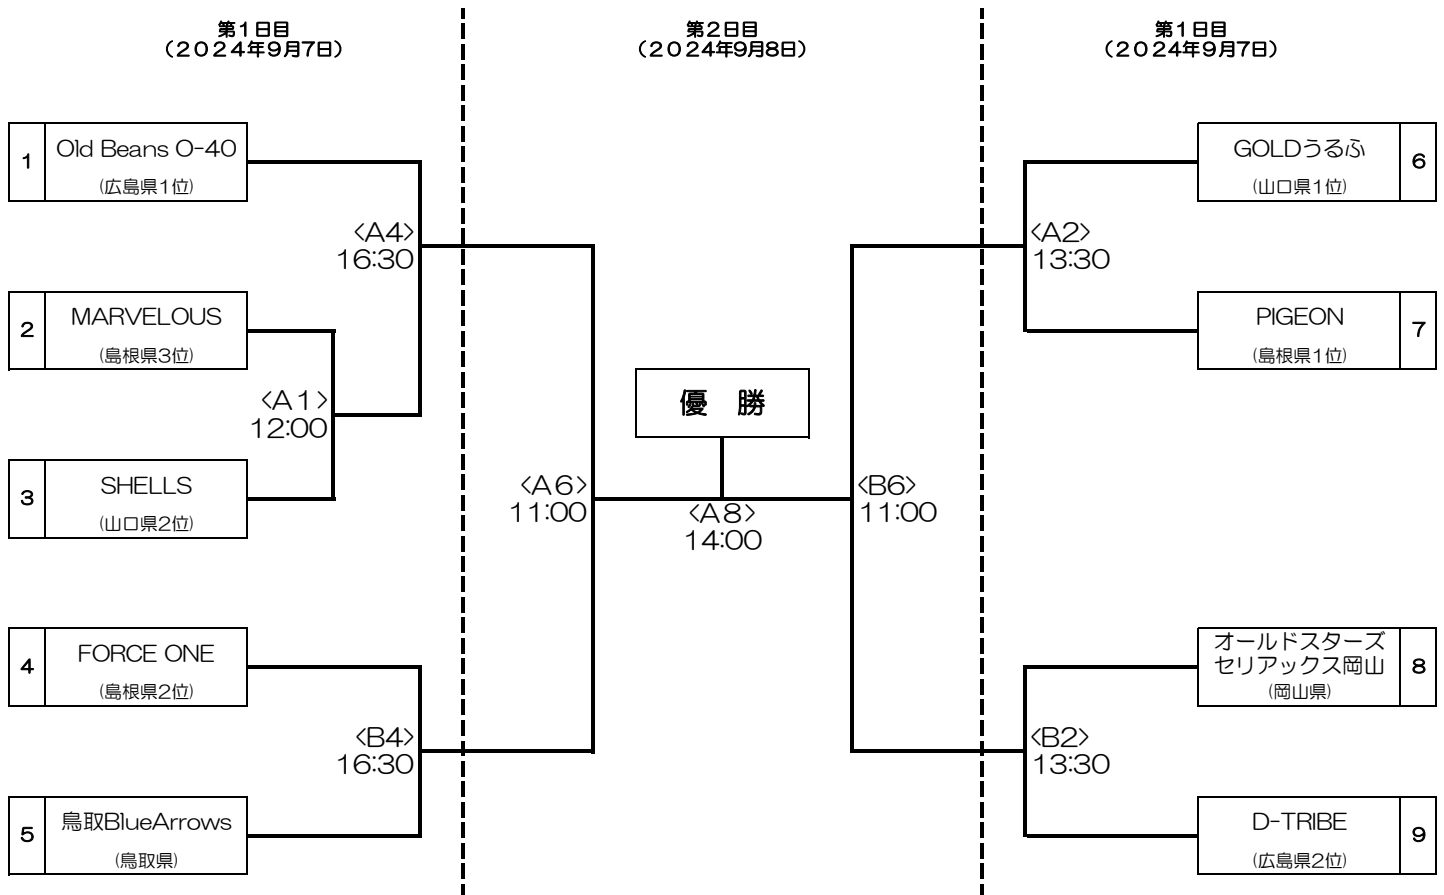 第1日目
（２０２４年9月7日）
第２日目
（２０２４年9月8日）
第１日目
（２０２４年9月7日）
1
Old Beans O-40
(広島県1位)
<A4>
16:30
2
MARVELOUS
(島根県3位)
<A1>
12:00
3
SHELLS
(山口県2位)
4
FORCE ONE
(島根県2位)
<B4>
16:30
5
鳥取BlueArrows
(鳥取県)
<A6>
11:00
優　勝
<A8>
14:00
<B6>
11:00
GOLDうるふ
(山口県1位)
6
<A2>
13:30
PIGEON
(島根県1位)
7
オールドスターズ
セリアックス岡山
(岡山県)
8
<B2>
13:30
D-TRIBE
(広島県2位)
9